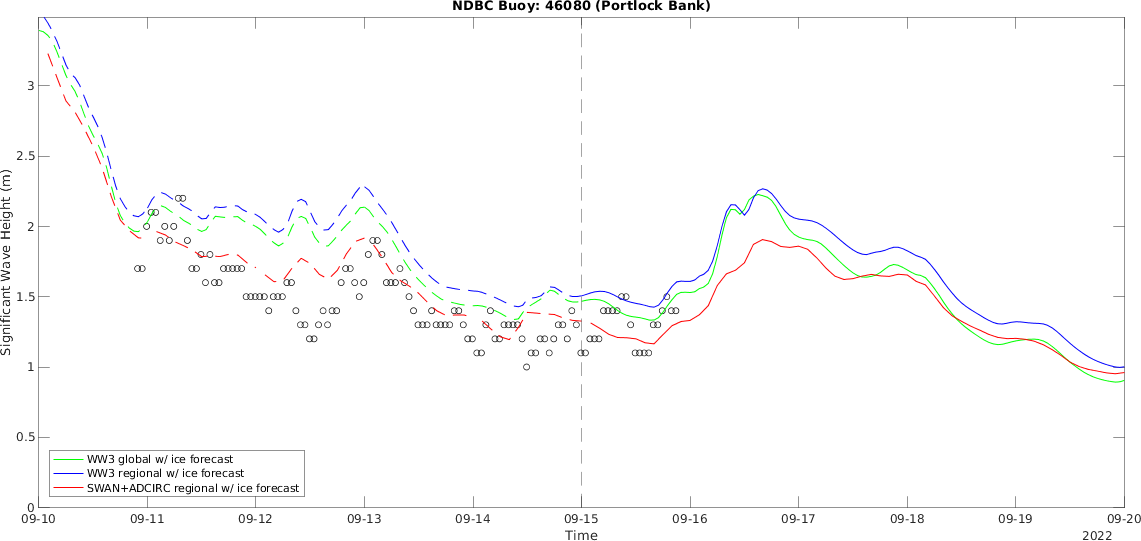 NDBC Buoy: 46080 (Portlock Bank)
Significant Wave Height (m)
3
2.5
2
1.5
1
0.5
0
WW3 global w/ ice forecast
WW3 regional w/ ice forecast
SWAN+ADCIRC regional w/ ice forecast
09-10 09-11 09-12 09-13 09-14 09-15 09-16 09-17 09-18 09-19 09-20
Time
2022